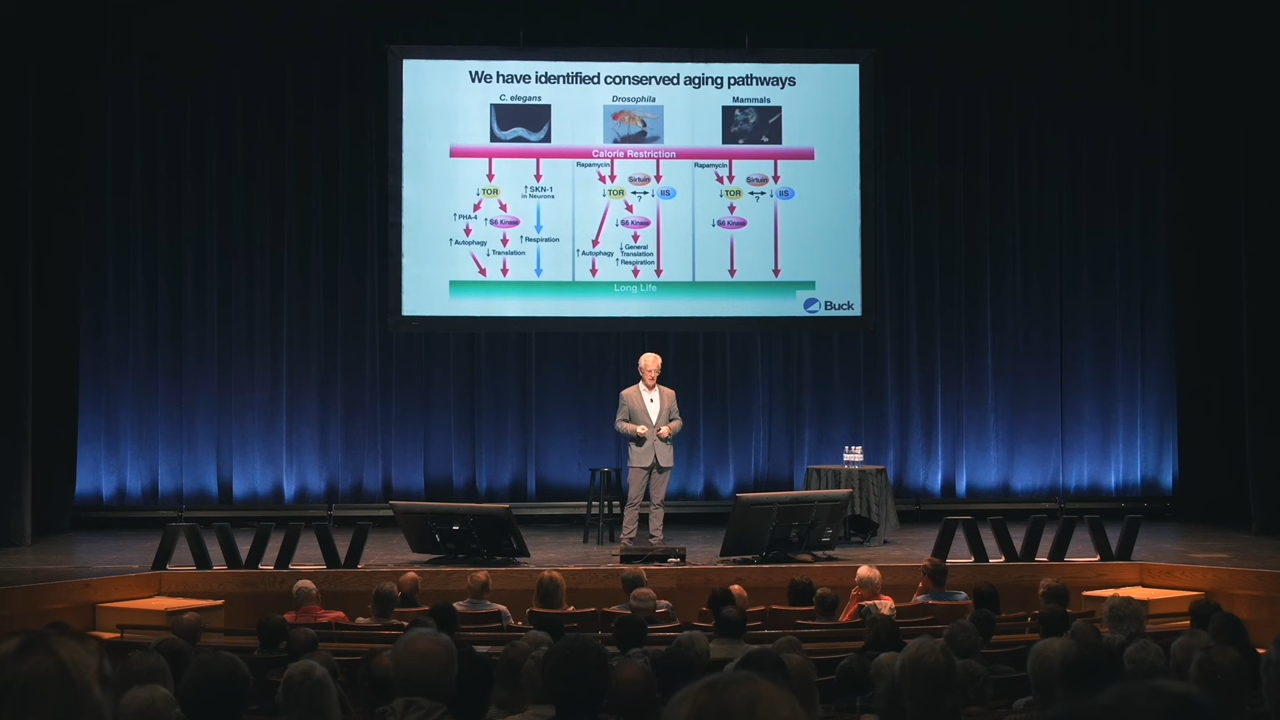 We have identified conserved aging pathways
C. elegans
Drosophila
Mammals
Calorie Restriction
↓TOR
↑SKN-1
in Neurons
↑PHA-4
↑S6 Kinase
↑Autophagy
↓Translation
↑Respiration
Rapamycin
Sirtuin
↓TOR
↓IIS
?
↓S6 Kinase
↑Autophagy
↓General
Translation
↑Respiration
Rapamycin
Sirtuin
↓TOR
↓IIS
?
↓S6 Kinase
Long Life
Buck